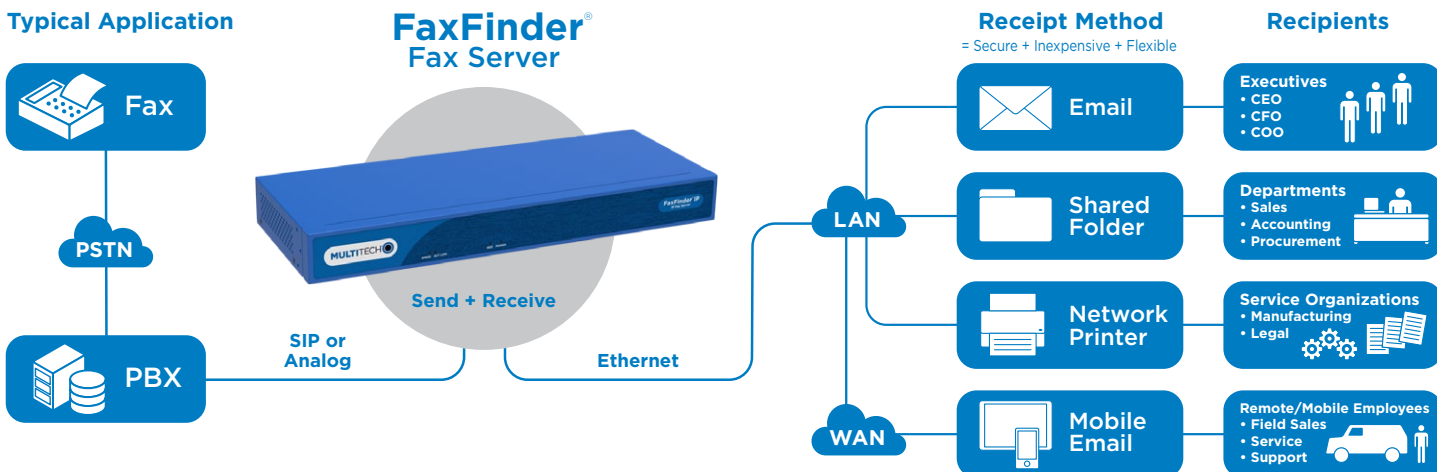 Typical Application
FaxFinder®
Fax Server
Receipt Method
= Secure + Inexpensive + Flexible
Recipients
Fax
PSTN
PBX
SIP or
Analog
MULTITECH
FaxFinder IP
Send + Receive
Ethernet
LAN
WAN
Email
Shared
Folder
Network
Printer
Mobile
Email
Executives
• CEO
• CFO
• COO
Departments
• Sales
• Accounting
• Procurement
Service Organizations
• Manufacturing
• Legal
Remote/Mobile Employees
• Field Sales
• Service
• Support